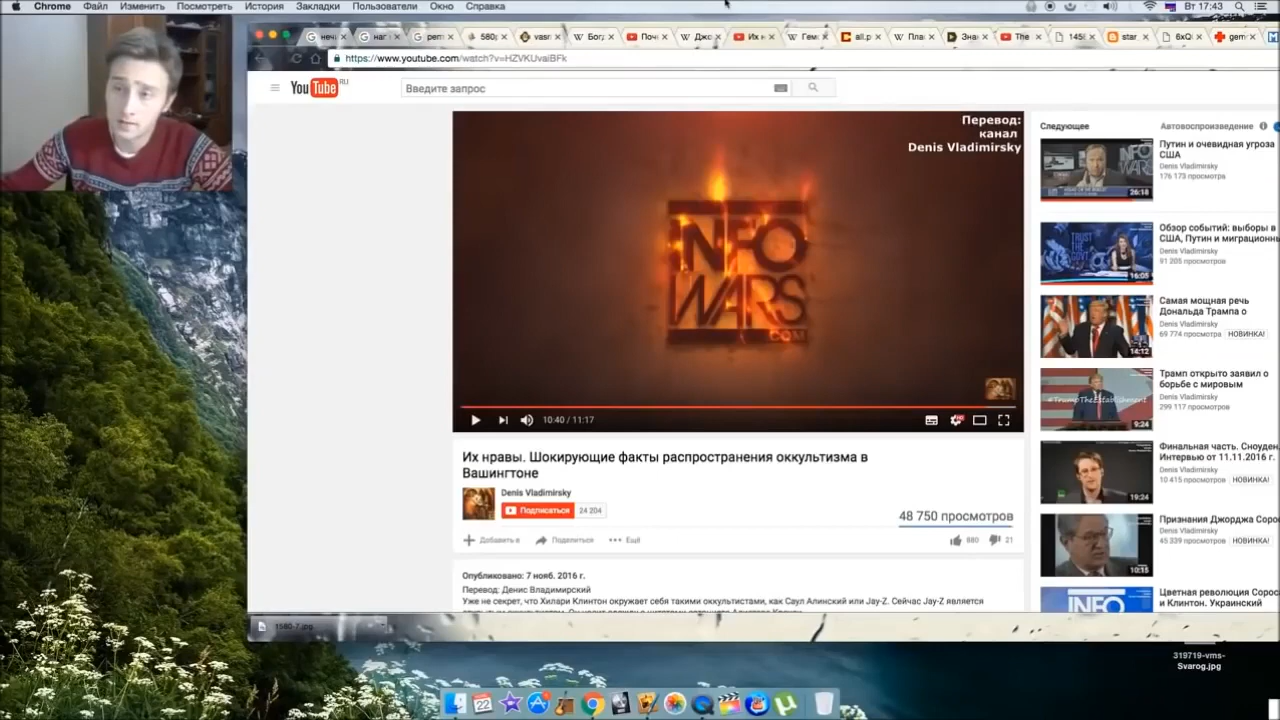 Chrome Файл Изменить Посмотреть История Закладки Пользователи Окно Справка
Вт 17:43
https://www.youtube.com/watch?v=HZVKUvaiBFk
YouTube RU
Введите запрос
Перевод:
канал
Denis Vladimirsky
INFO
WARS
.COM
10:40 / 11:17
Их нравы. Шокирующие факты распространения оккультизма в
Вашингтоне
Denis Vladimirsky
Подписаться 24 204
48 750 просмотров
Добавить в Поделиться Ещё
880 21
Опубликовано: 7 нояб. 2016 г.
Перевод: Денис Владимирский
Уже не секрет, что Хилари Клинтон окружает себя такими оккультистами, как Саул Алинский или Jay-Z. Сейчас Jay-Z является
Следующее Автовоспроизведение
Путин и очевидная угроза
США
Denis Vladimirsky
176 173 просмотра
26:18
Обзор событий: выборы в
США, Путин и миграционны
Denis Vladimirsky
91 205 просмотров
16:05
Самая мощная речь
Дональда Трампа о
Denis Vladimirsky
69 774 просмотра НОВИНКА!
14:12
Трамп открыто заявил о
борьбе с мировым
Denis Vladimirsky
299 117 просмотров
#TrumpTheEstablishment
9:24
Финальная часть. Сноуден.
Интервью от 11.11.2016 г.
Denis Vladimirsky
10 415 просмотров НОВИНКА!
19:24
Признания Джорджа Сорос
Denis Vladimirsky
45 339 просмотров НОВИНКА!
10:15
Цветная революция Сороса
и Клинтон. Украинский
INFO
1580-7.jpg
319719-vms-
Svarog.jpg